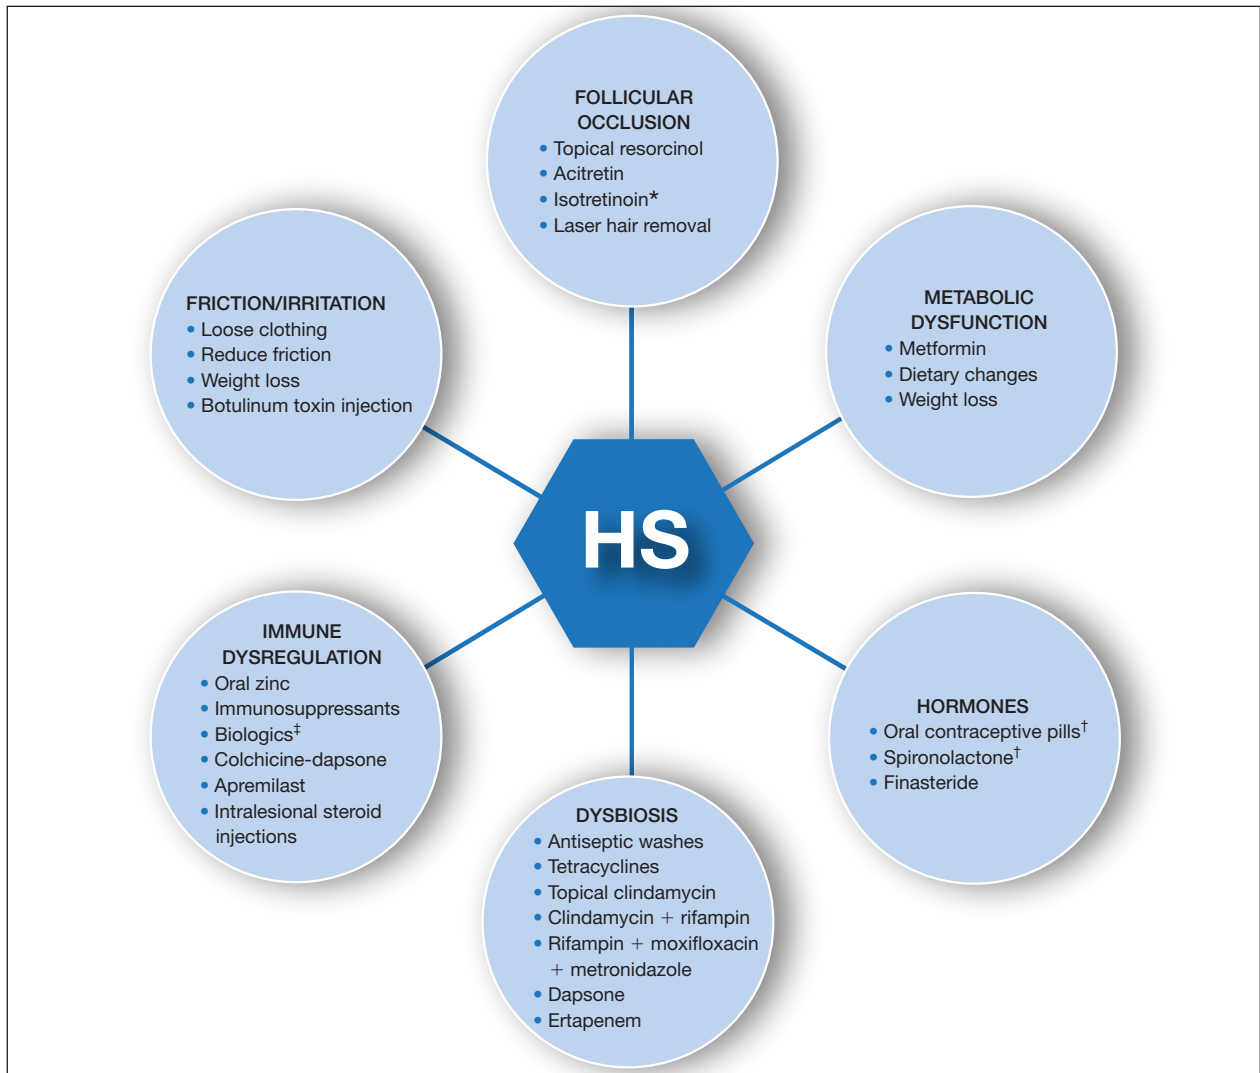 FOLLICULAR
OCCLUSION
• Topical resorcinol
• Acitretin
• Isotretinoin*
• Laser hair removal
FRICTION/IRRITATION
• Loose clothing
• Reduce friction
• Weight loss
• Botulinum toxin injection
METABOLIC
DYSFUNCTION
• Metformin
• Dietary changes
• Weight loss
HS
IMMUNE
DYSREGULATION
• Oral zinc
• Immunosuppressants
• Biologics‡
• Colchicine-dapsone
• Apremilast
• Intralesional steroid
injections
HORMONES
• Oral contraceptive pills†
• Spironolactone†
• Finasteride
DYSBIOSIS
• Antiseptic washes
• Tetracyclines
• Topical clindamycin
• Clindamycin + rifampin
• Rifampin + moxifloxacin
+ metronidazole
• Dapsone
• Ertapenem